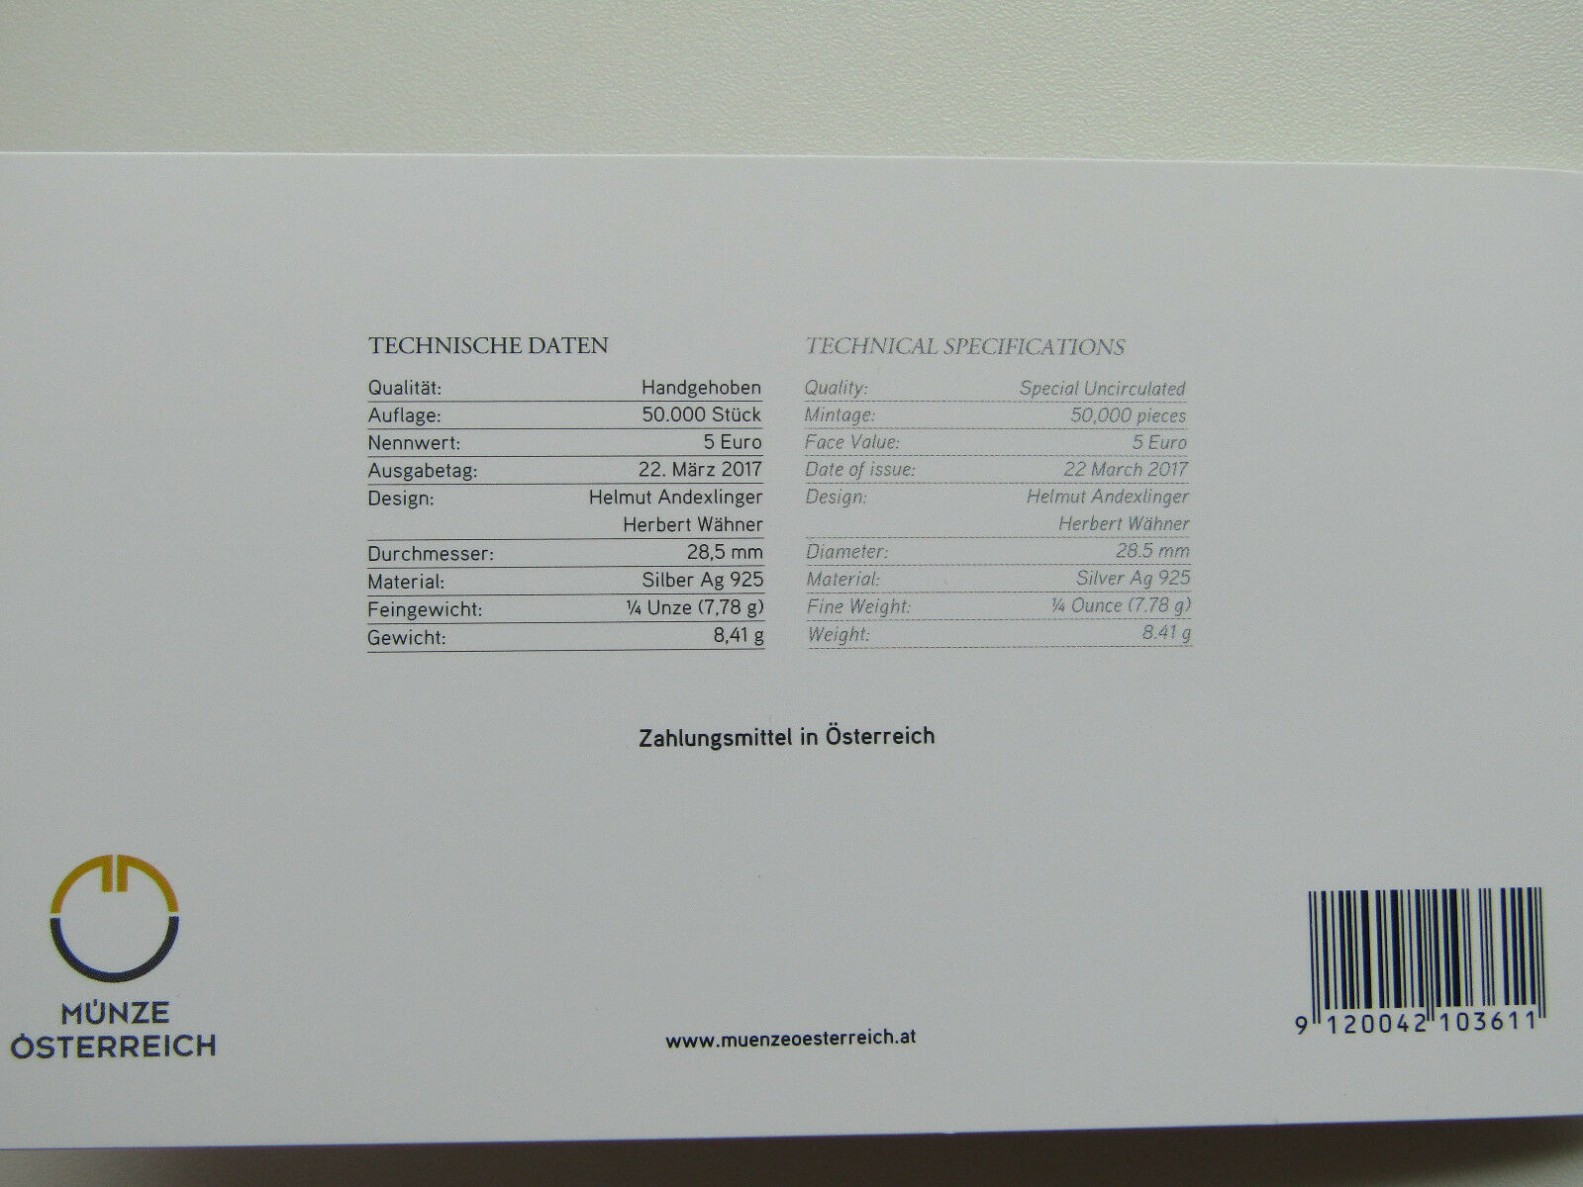 TECHNISCHE DATEN
Qualität: Handgehoben
Auflage: 50.000 Stück
Nennwert: 5 Euro
Ausgabetag: 22. März 2017
Design: Helmut Andexlinger
Herbert Wähner
Durchmesser: 28,5 mm
Material: Silber Ag 925
Feingewicht: ¼ Unze (7,78 g)
Gewicht: 8,41 g
TECHNICAL SPECIFICATIONS
Quality: Special Uncirculated
Mintage: 50,000 pieces
Face Value: 5 Euro
Date of issue: 22 March 2017
Design: Helmut Andexlinger
Herbert Wähner
Diameter: 28.5 mm
Material: Silver Ag 925
Fine Weight: ¼ Ounce (7.78 g)
Weight: 8.41 g
Zahlungsmittel in Österreich
MÜNZE
ÖSTERREICH
www.muenzeoesterreich.at
9 120042 103611